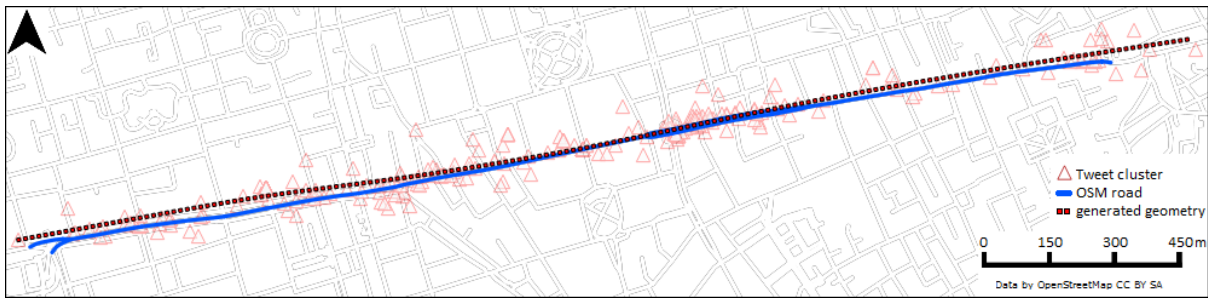 Tweet cluster
OSM road
generated geometry
0 150 300 450m
Data by OpenStreetMap CC BY SA